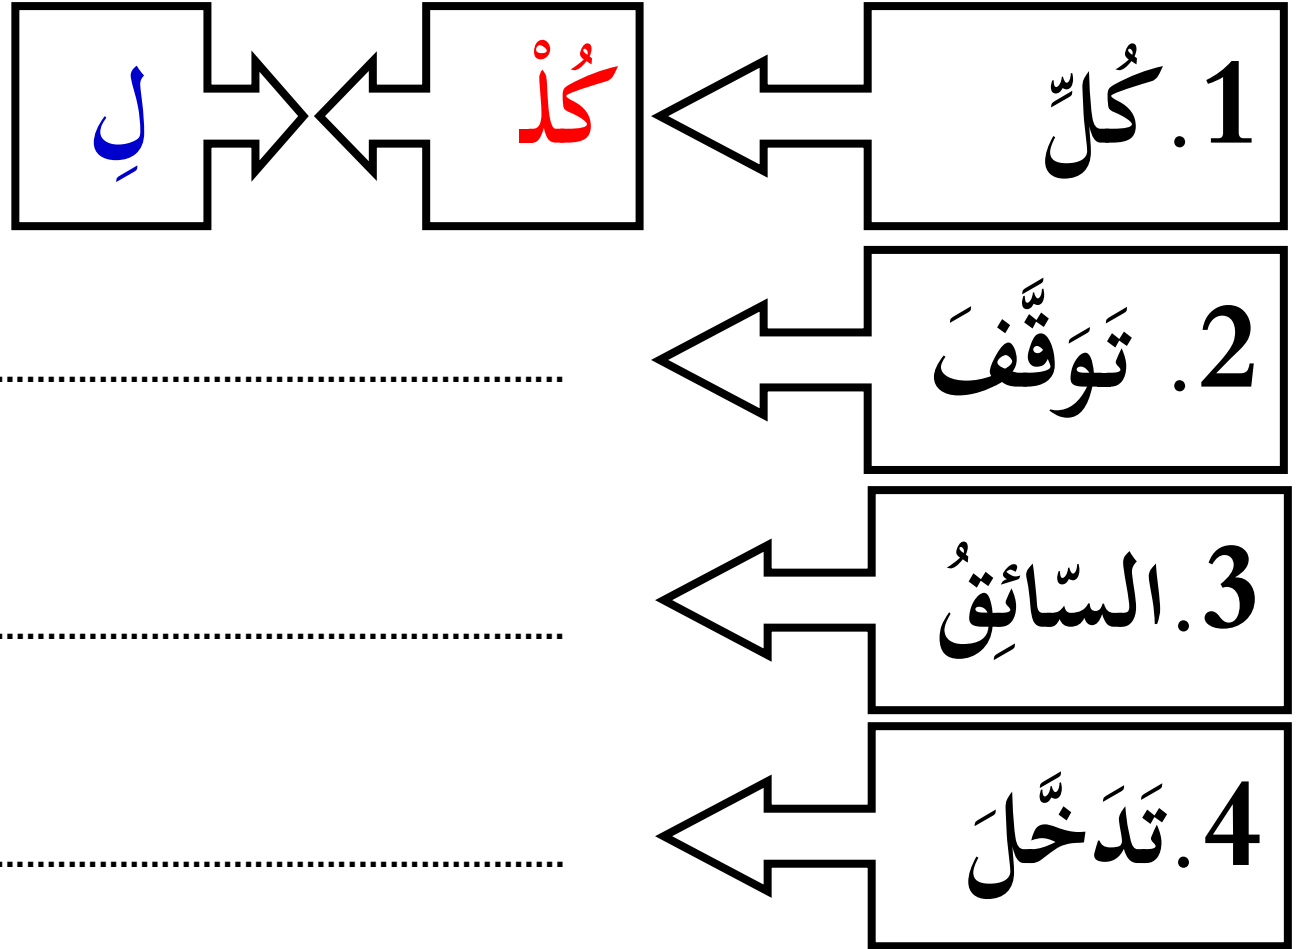 1. كُلِّ كُلْـ لِ
2. تَوَقَّفَ ........................................................
3. السّائِقُ ........................................................
4. تَدَخَّلَ ........................................................